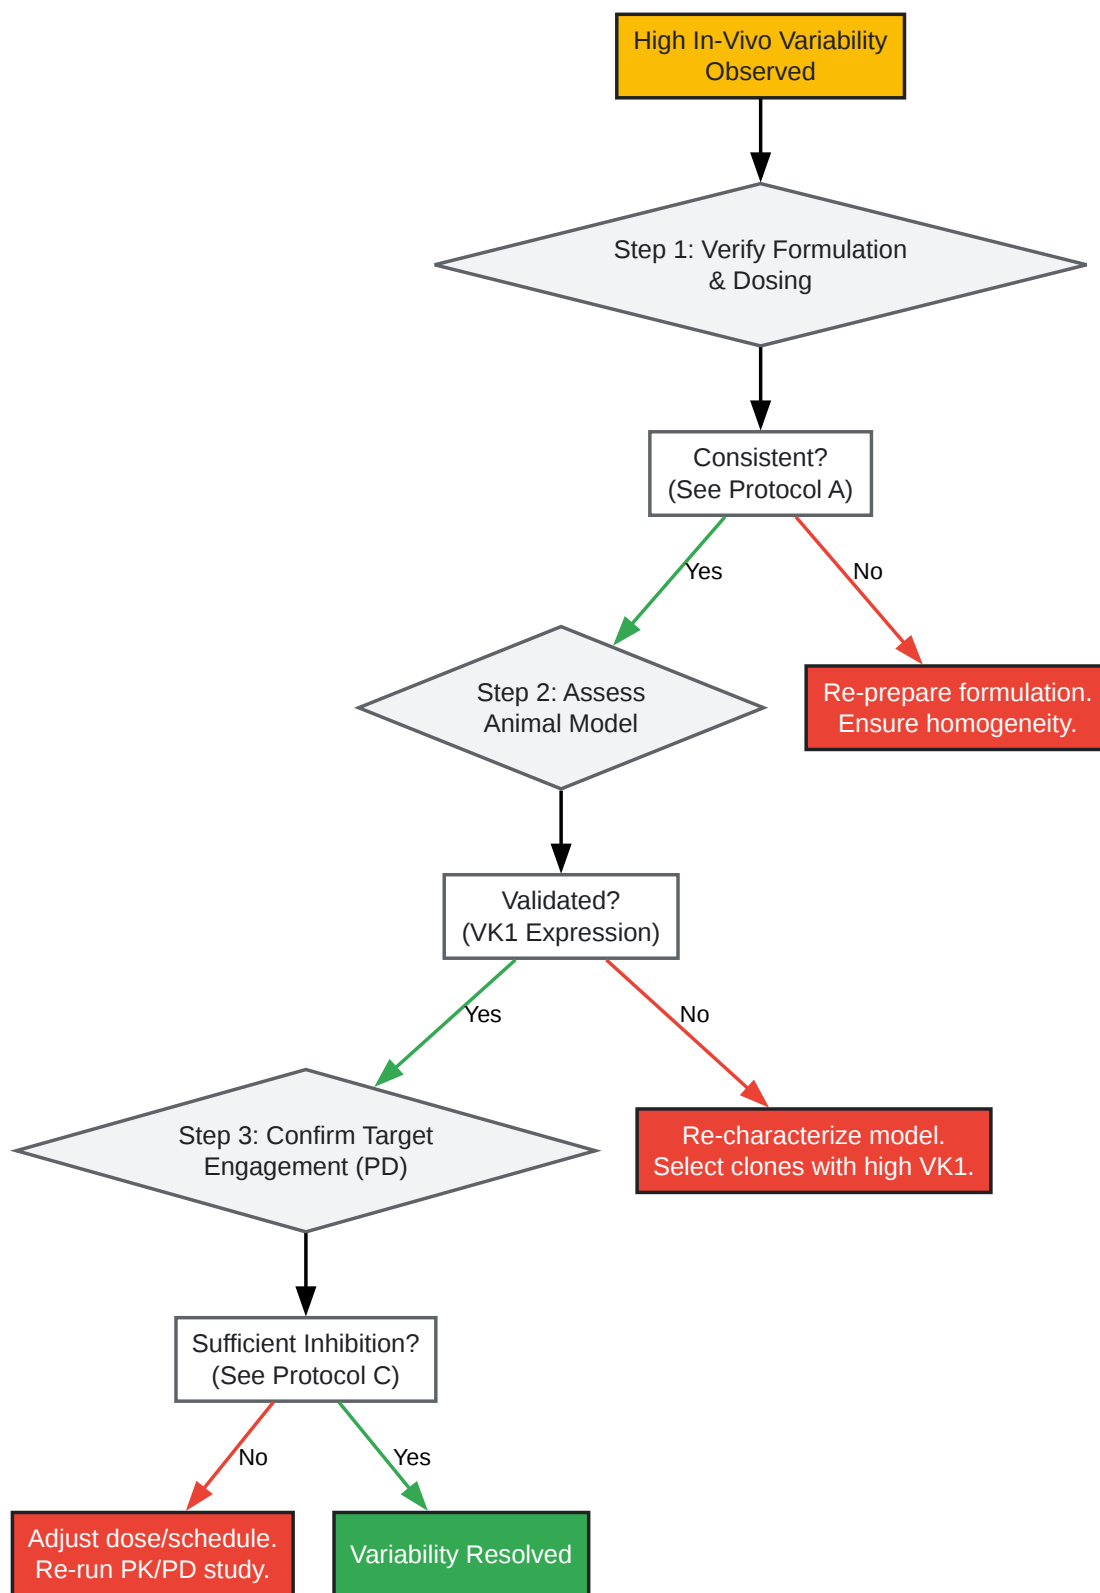 High In-Vivo Variability
Observed
Step 1: Verify Formulation
& Dosing
Consistent?
(See Protocol A)
Yes
No
Step 2: Assess
Animal Model
Re-prepare formulation.
Ensure homogeneity.
Validated?
(VK1 Expression)
Yes
No
Step 3: Confirm Target
Engagement (PD)
Re-characterize model.
Select clones with high VK1.
Sufficient Inhibition?
(See Protocol C)
No
Yes
Adjust dose/schedule.
Re-run PK/PD study.
Variability Resolved